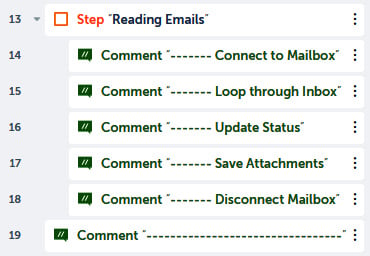 13 Step "Reading Emails"
14 // Comment "------- Connect to Mailbox"
15 // Comment "------- Loop through Inbox"
16 // Comment "------- Update Status"
17 // Comment "------- Save Attachments"
18 // Comment "------- Disconnect Mailbox"
19 // Comment "--------------------------------"